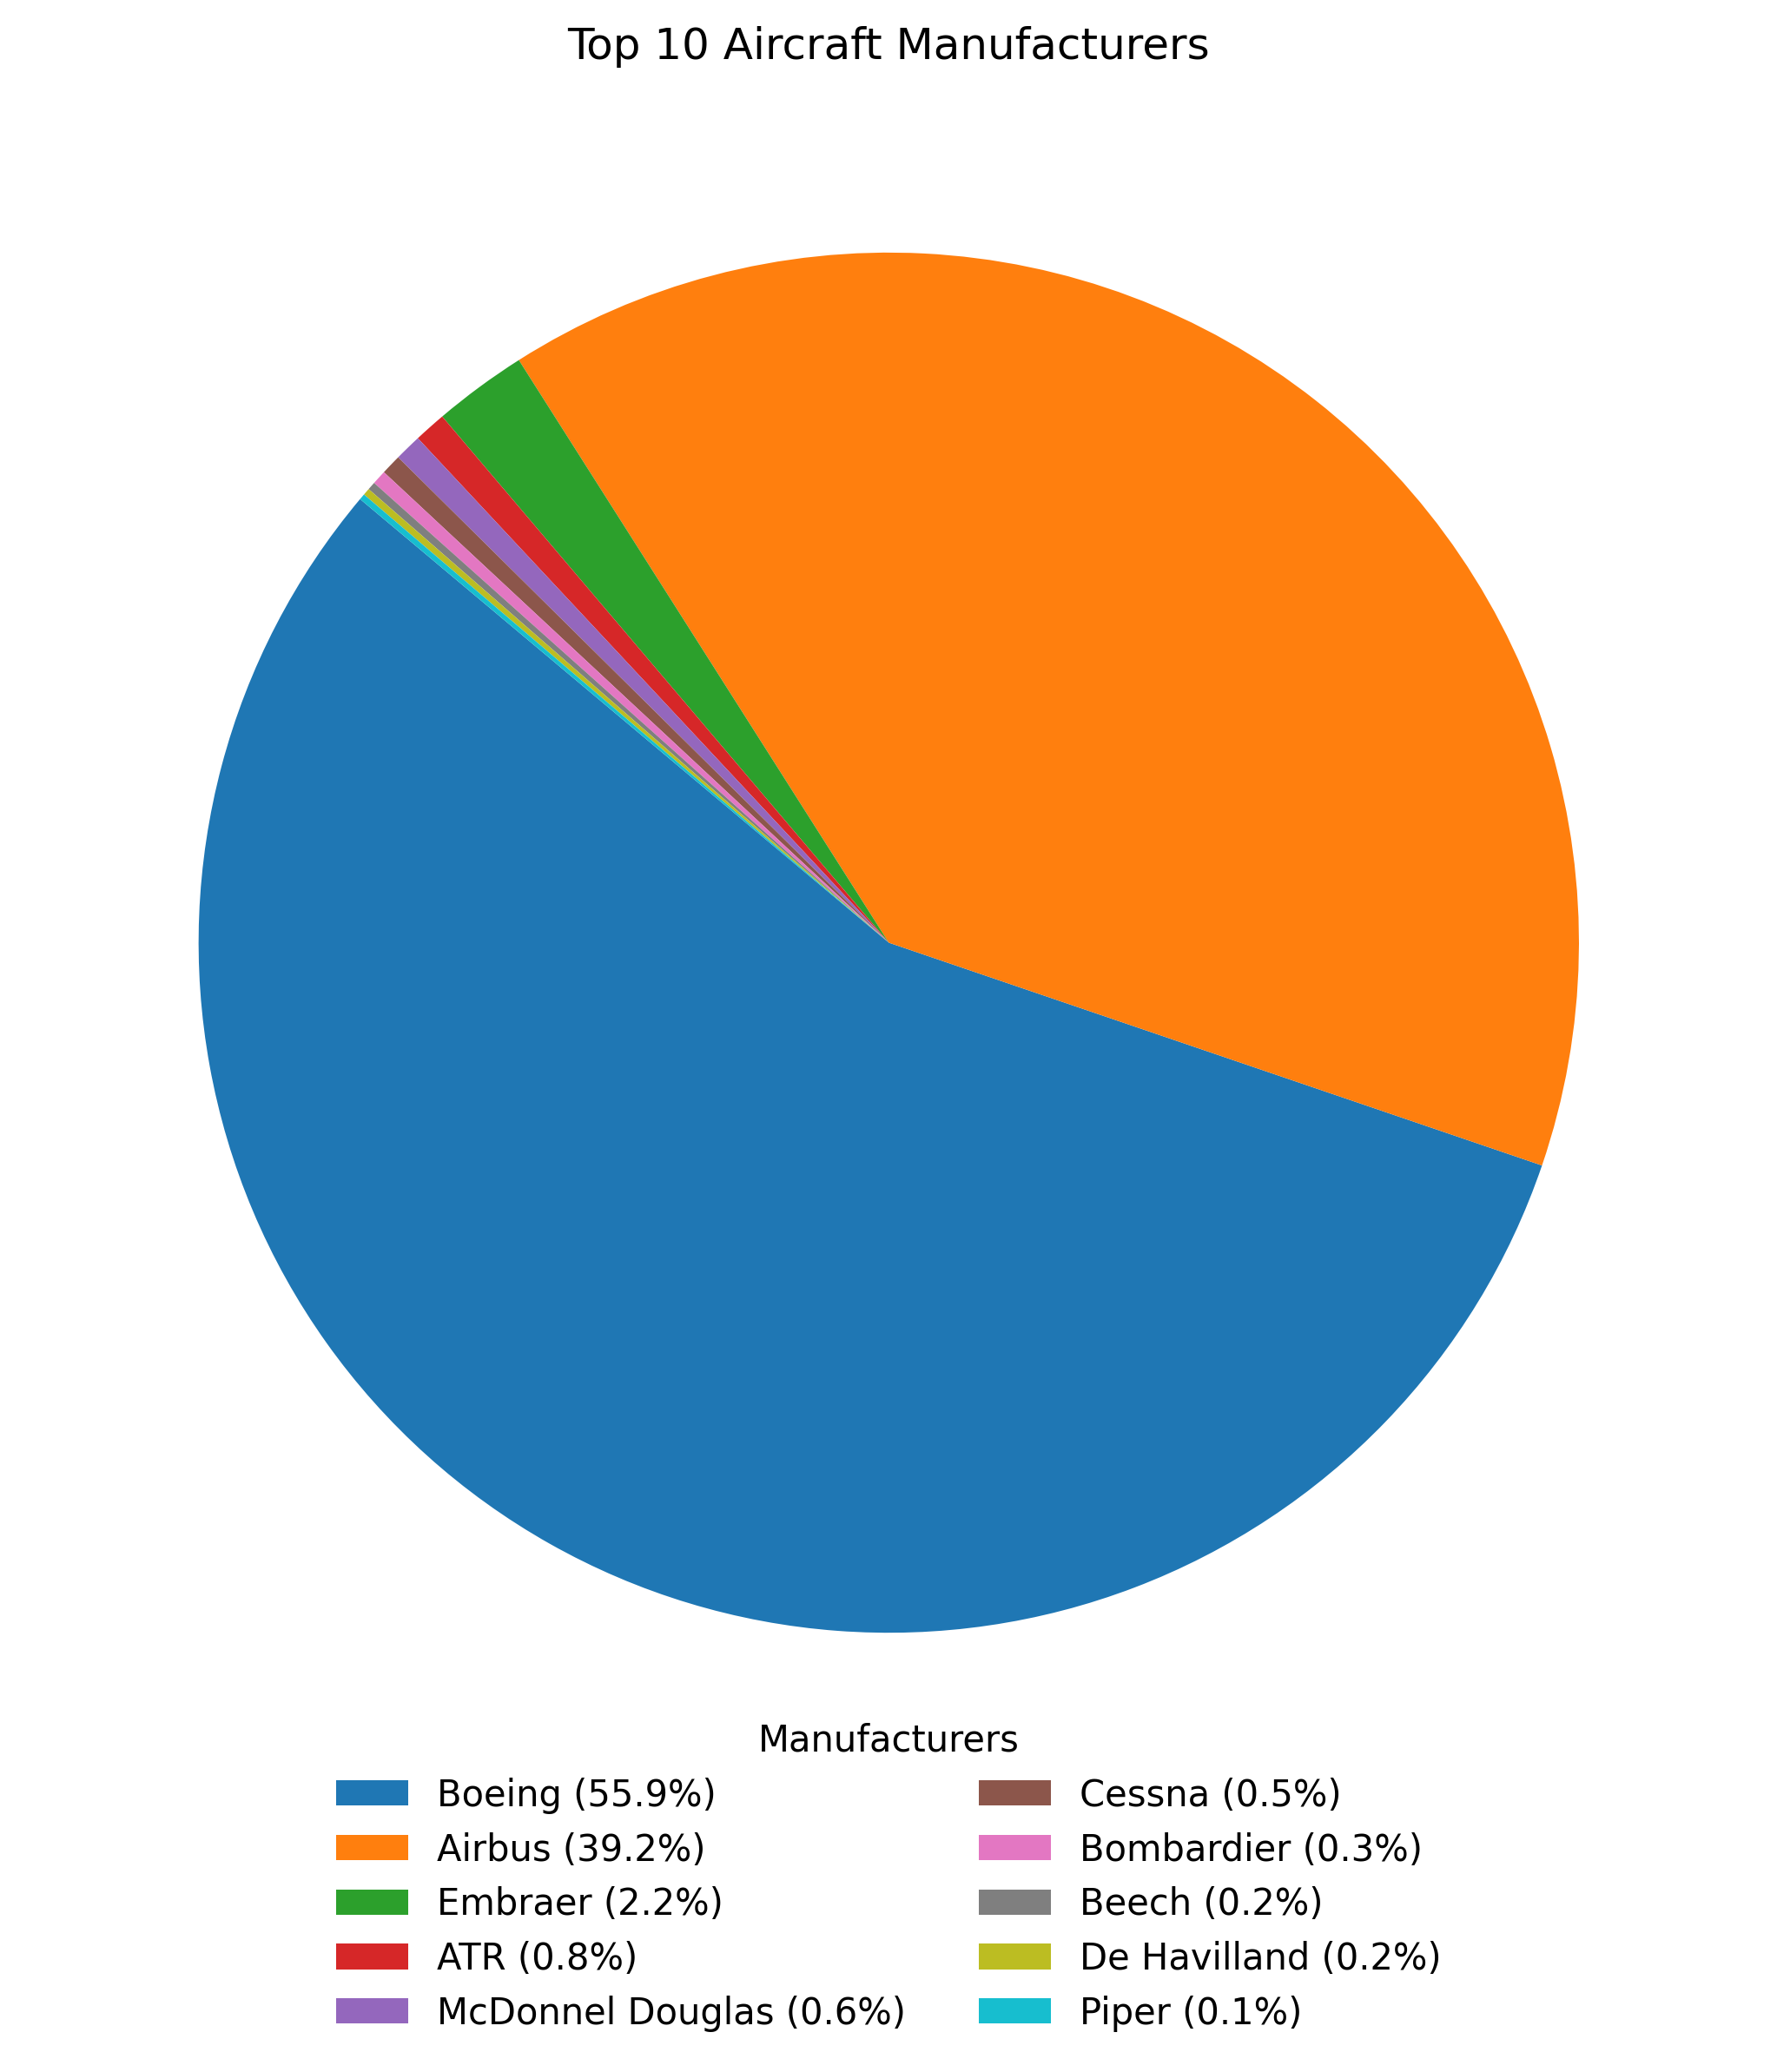 Top 10 Aircraft Manufacturers
Manufacturers
Boeing (55.9%)
Airbus (39.2%)
Embraer (2.2%)
ATR (0.8%)
McDonnel Douglas (0.6%)
Cessna (0.5%)
Bombardier (0.3%)
Beech (0.2%)
De Havilland (0.2%)
Piper (0.1%)